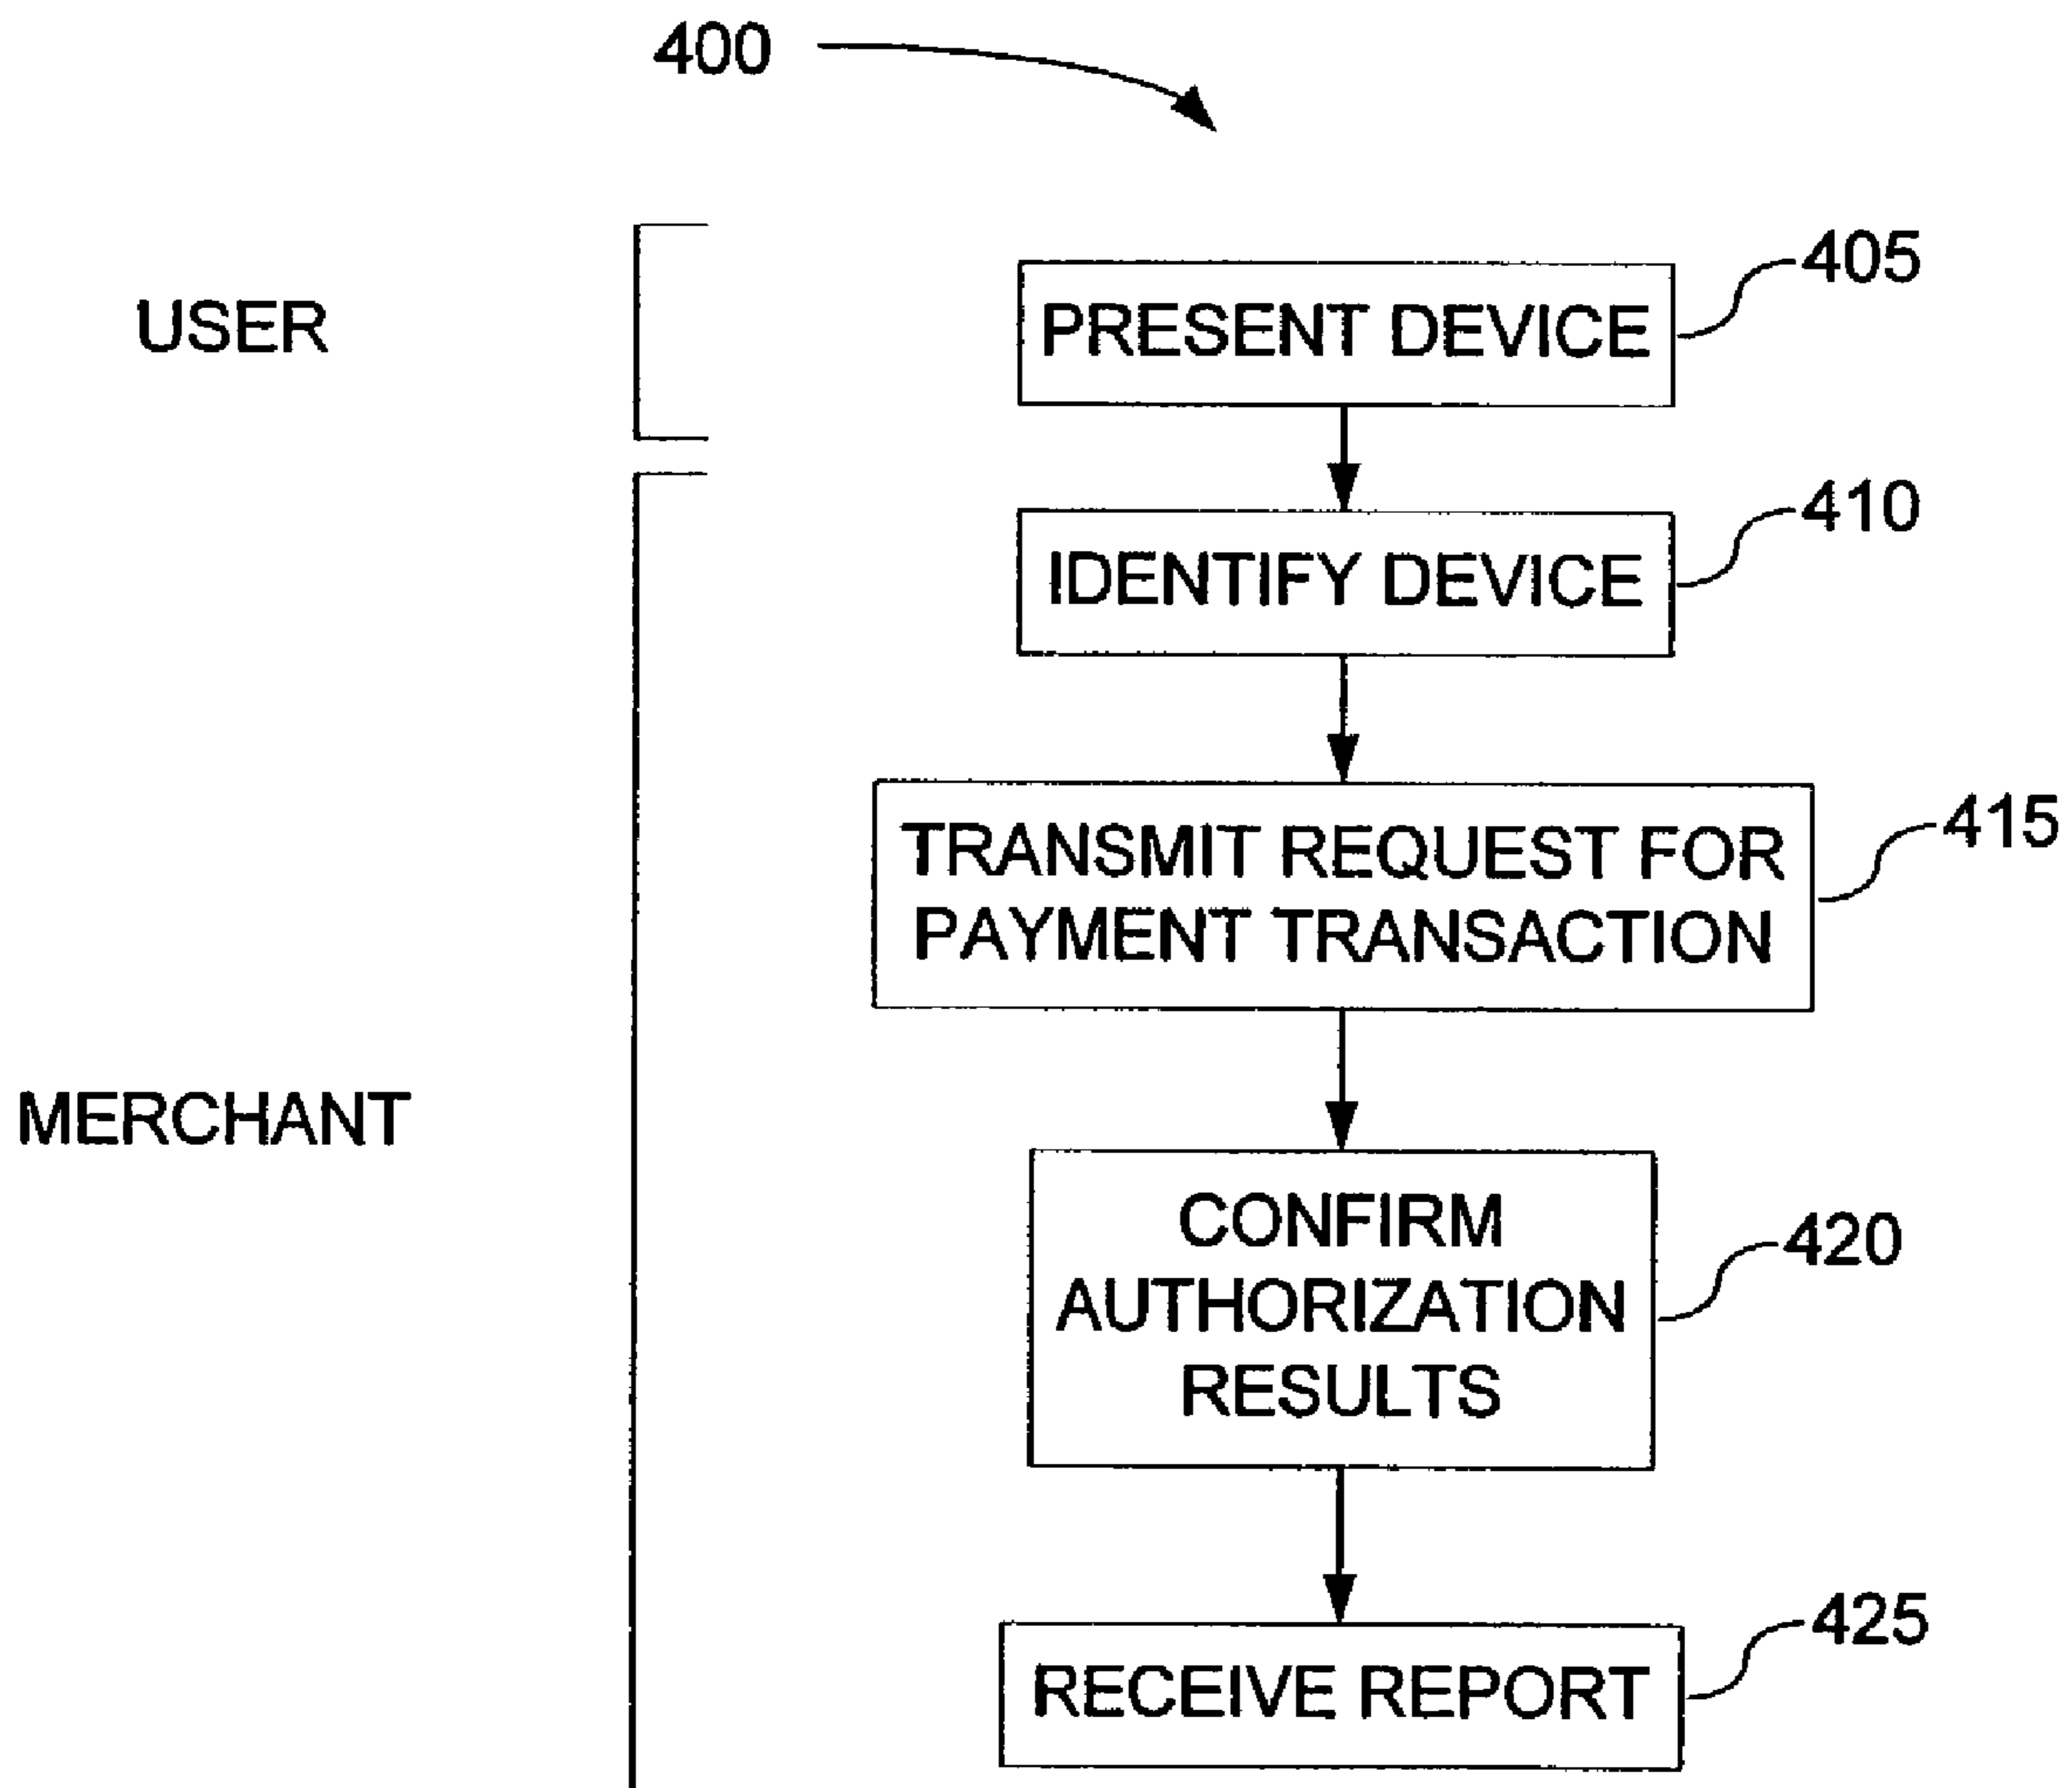 400
USER
PRESENT DEVICE
405
IDENTIFY DEVICE
410
TRANSMIT REQUEST FOR
PAYMENT TRANSACTION
415
MERCHANT
CONFIRM
AUTHORIZATION
RESULTS
420
RECEIVE REPORT
425